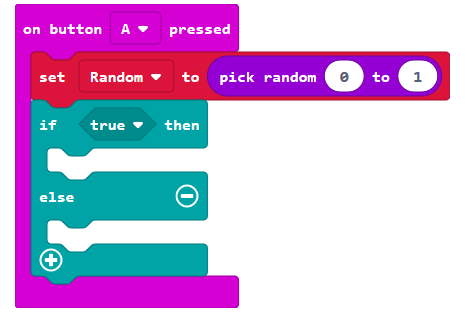 on button A pressed
set Random to pick random 0 to 1
if true then
else